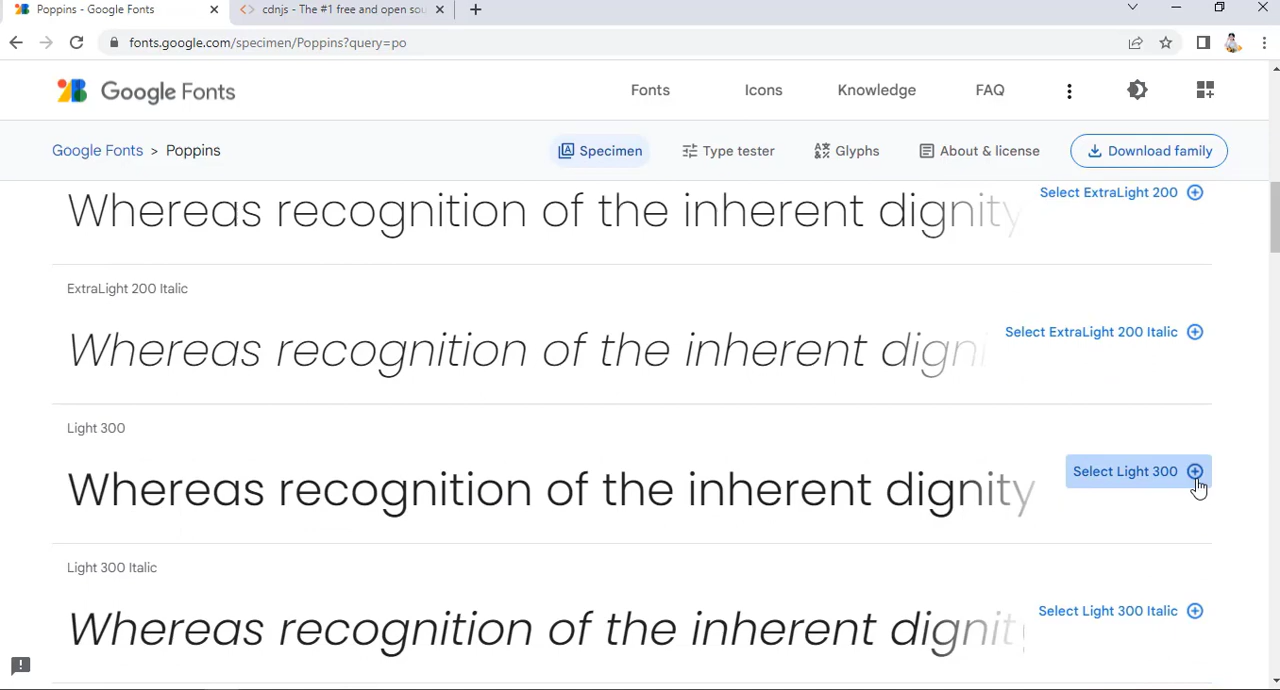 Poppins - Google Fonts
cdnjs - The #1 free and open sou
fonts.google.com/specimen/Poppins?query=po
Google Fonts
Fonts
Icons
Knowledge
FAQ
Google Fonts > Poppins
Specimen
Type tester
Glyphs
About & license
Download family
Select ExtraLight 200
Whereas recognition of the inherent dignity
ExtraLight 200 Italic
Select ExtraLight 200 Italic
Whereas recognition of the inherent digni
Light 300
Select Light 300
Whereas recognition of the inherent dignity
Light 300 Italic
Select Light 300 Italic
Whereas recognition of the inherent dignit